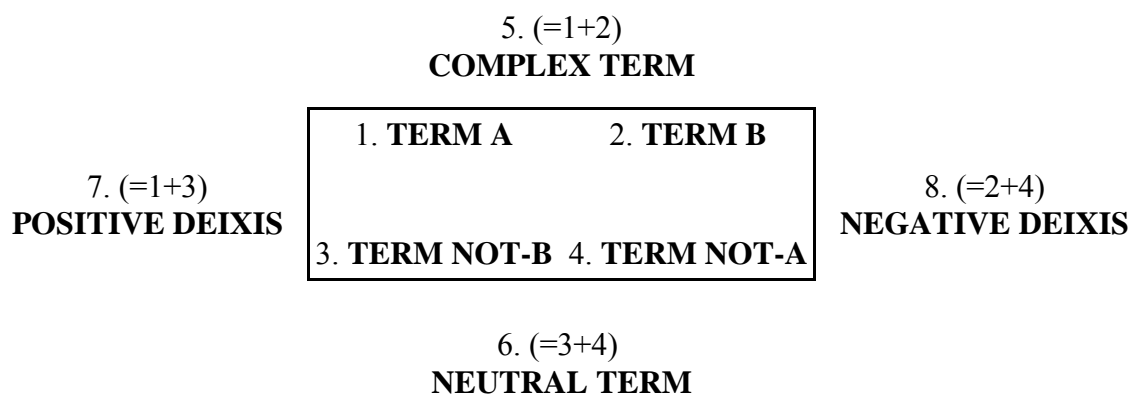 5. (=1+2)
COMPLEX TERM
1. TERM A 2. TERM B
7. (=1+3)
POSITIVE DEIXIS
8. (=2+4)
NEGATIVE DEIXIS
3. TERM NOT-B 4. TERM NOT-A
6. (=3+4)
NEUTRAL TERM